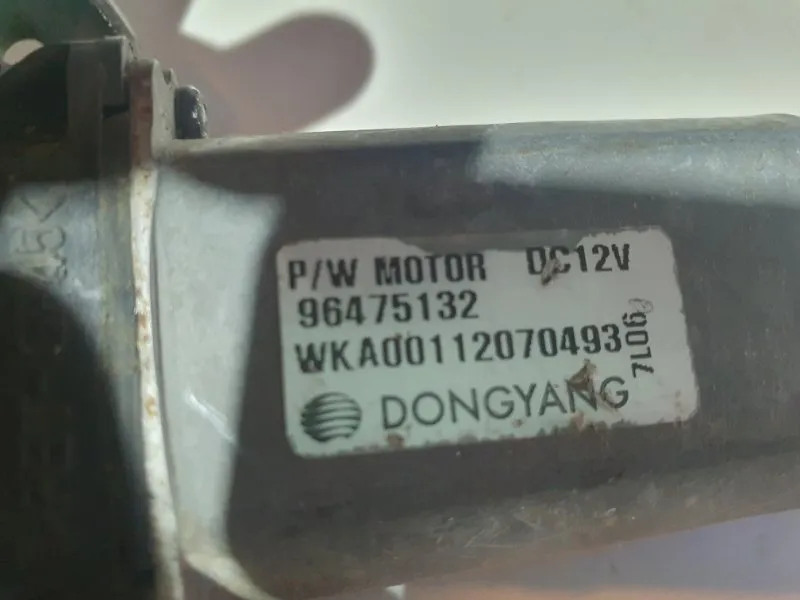 P/W MOTOR DC12V
96475132
WKA00112070493
7L06
DONGYANG